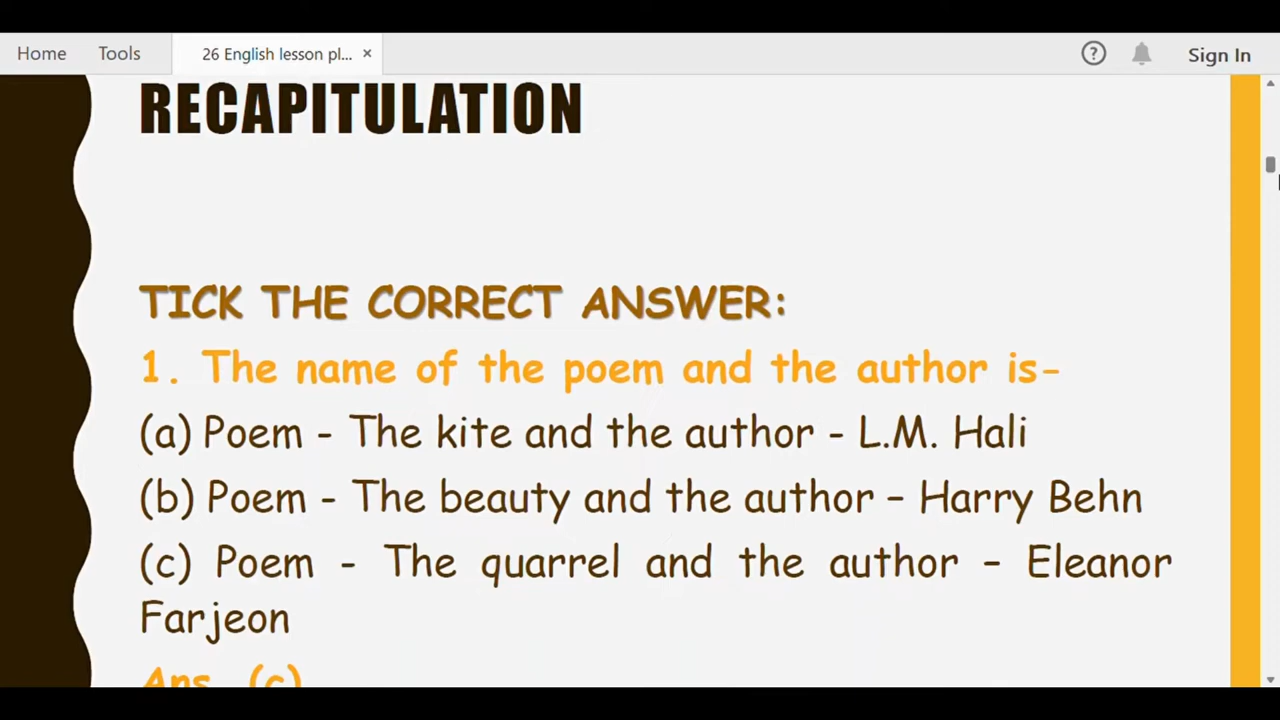 Home Tools 26 English lesson pl... × ? Sign In
RECAPITULATION
TICK THE CORRECT ANSWER:
1. The name of the poem and the author is-
(a) Poem - The kite and the author - L.M. Hali
(b) Poem - The beauty and the author – Harry Behn
(c) Poem - The quarrel and the author – Eleanor
Farjeon
Ans. (c)